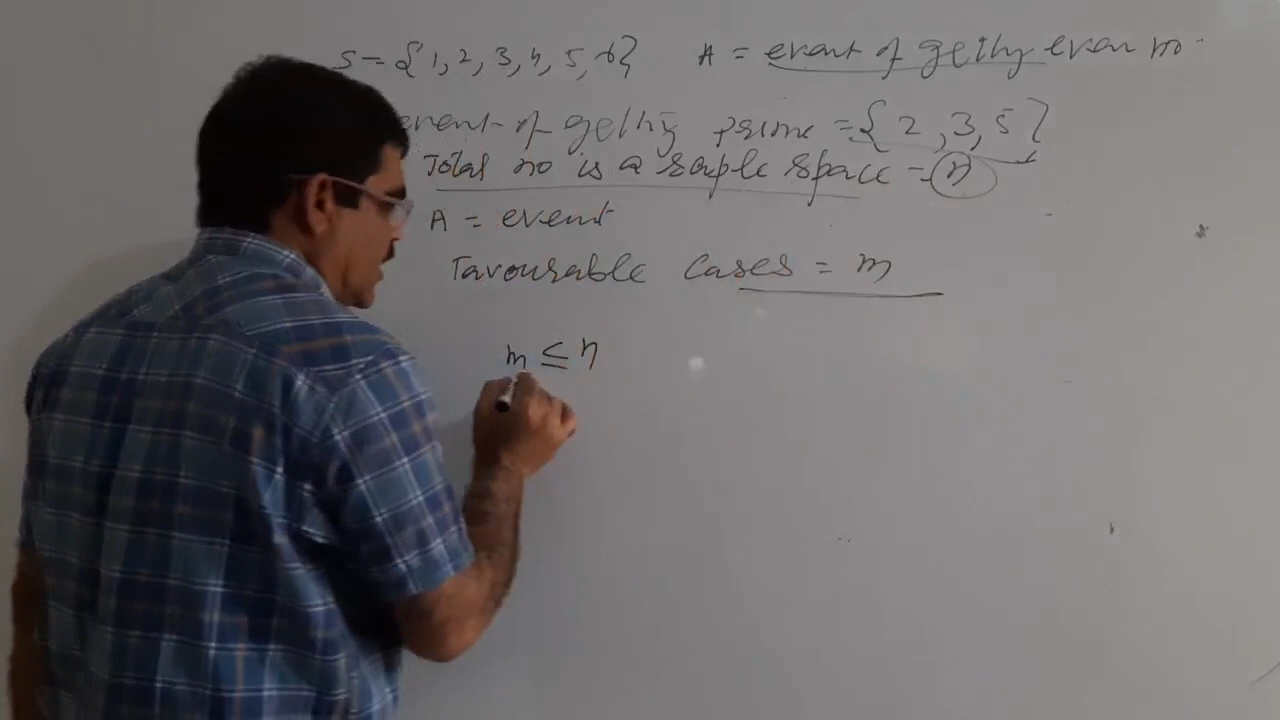 S = {1, 2, 3, 4, 5, 6} A = event of getting even no.
event of getting prime = {2, 3, 5}
Total no is a sample space = n
A = event
Favourable Cases = m
m ≤ n